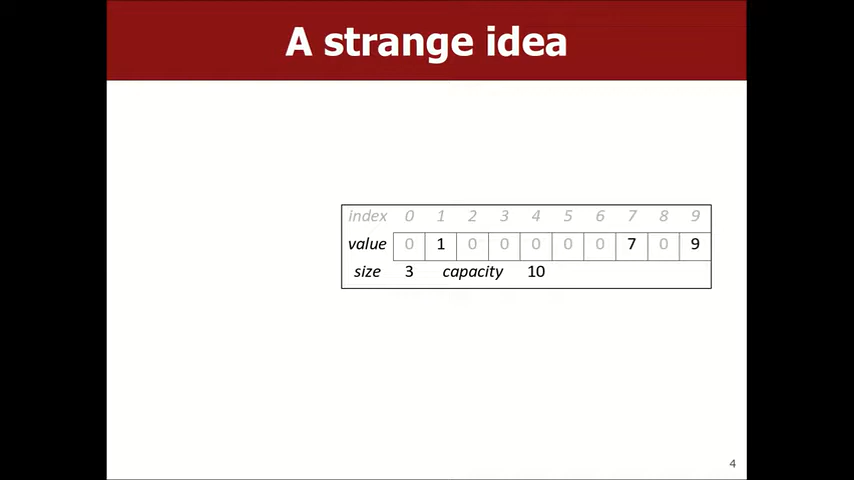 A strange idea
index 0 1 2 3 4 5 6 7 8 9
value 0 1 0 0 0 0 0 7 0 9
size 3 capacity 10
4